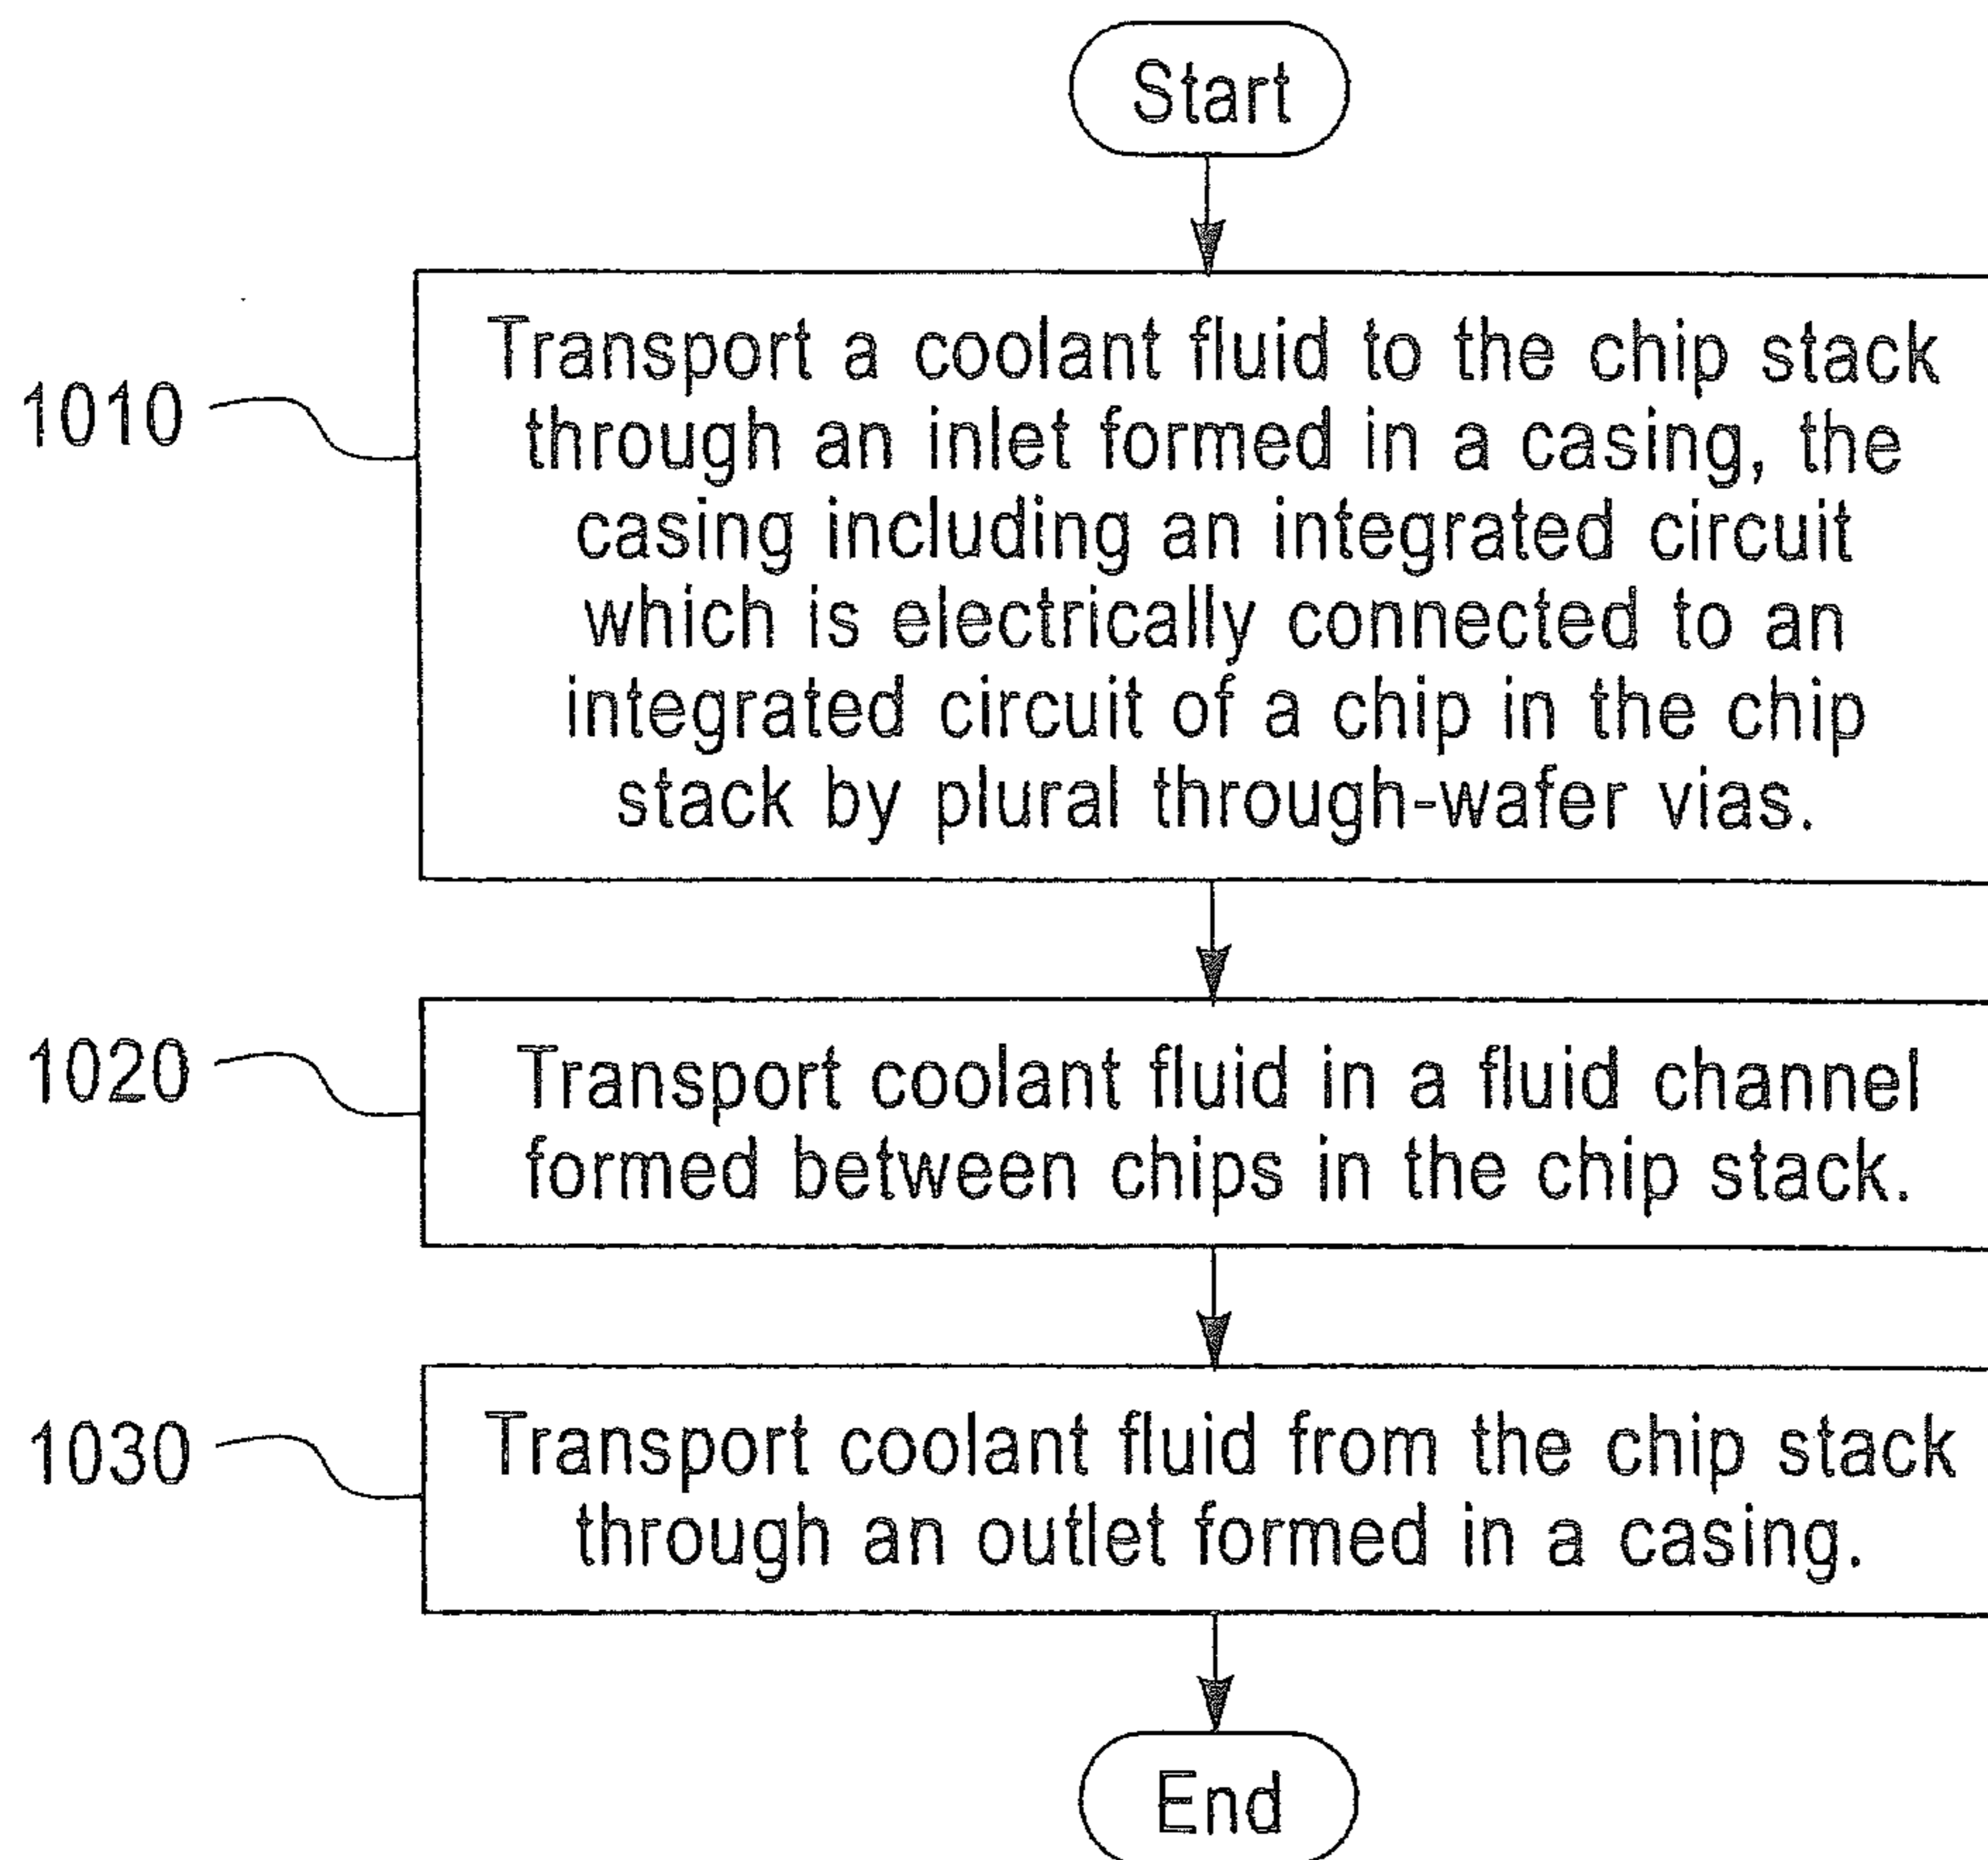 Start
1010
Transport a coolant fluid to the chip stack
through an inlet formed in a casing, the
casing including an integrated circuit
which is electrically connected to an
integrated circuit of a chip in the chip
stack by plural through-wafer vias.
1020
Transport coolant fluid in a fluid channel
formed between chips in the chip stack.
1030
Transport coolant fluid from the chip stack
through an outlet formed in a casing.
End